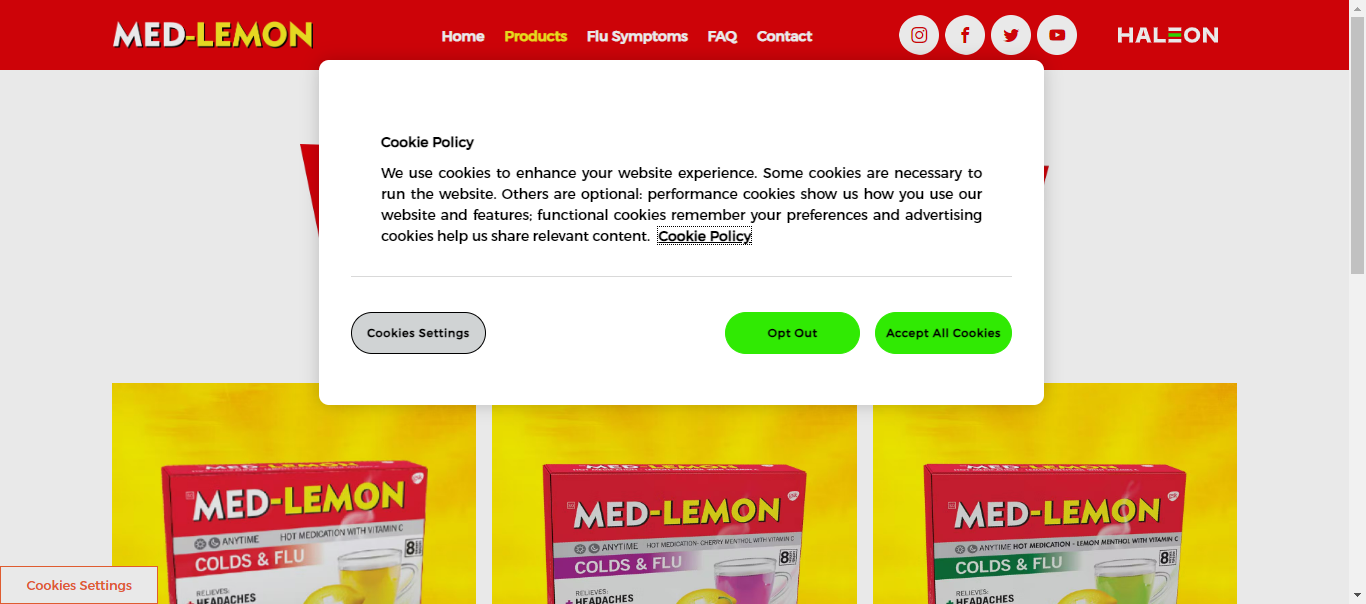 MED-LEMON
Home Products Flu Symptoms FAQ Contact
HALEON
Cookie Policy
We use cookies to enhance your website experience. Some cookies are necessary to
run the website. Others are optional: performance cookies show us how you use our
website and features; functional cookies remember your preferences and advertising
cookies help us share relevant content. Cookie Policy
Cookies Settings
Opt Out
Accept All Cookies
MED-LEMON
HOT MEDICATION WITH VITAMIN C
ANYTIME
COLDS & FLU
8
RELIEVES:
HEADACHES
MED-LEMON
ANYTIME HOT MEDICATION - CHERRY MENTHOL WITH VITAMIN C
COLDS & FLU
8
RELIEVES:
HEADACHES
MED-LEMON
ANYTIME HOT MEDICATION - LEMON MENTHOL WITH VITAMIN C
COLDS & FLU
8
RELIEVES:
HEADACHES
Cookies Settings